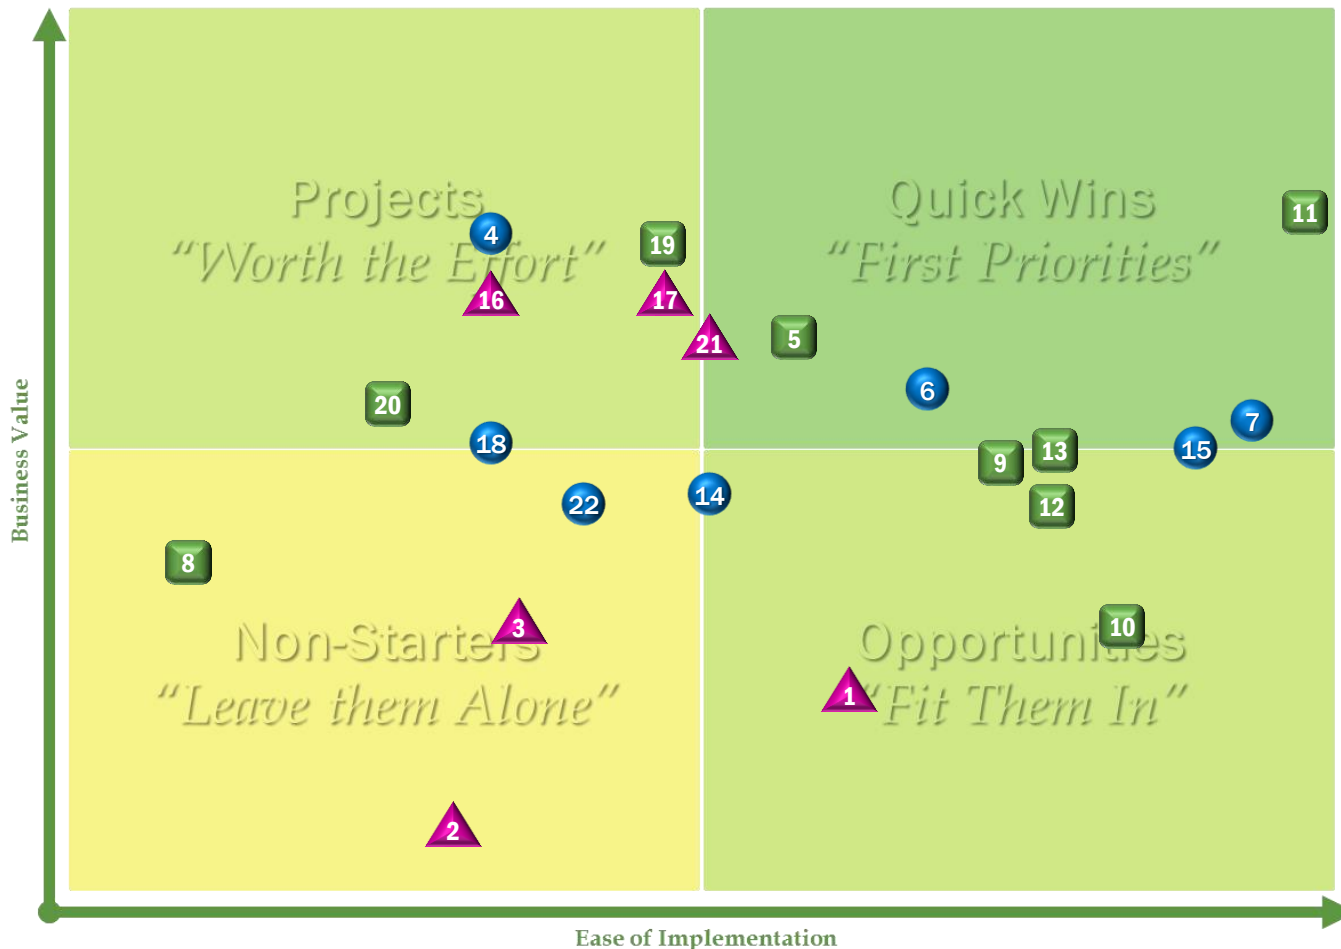 Projects
“Worth the Effort”
Quick Wins
“First Priorities”
11
4
19
16
17
21
5
6
20
7
18
15
13
9
14
22
12
8
3
10
Non-Starters
“Leave them Alone”
Opportunities
“Fit Them In”
1
2
Business Value
Ease of Implementation